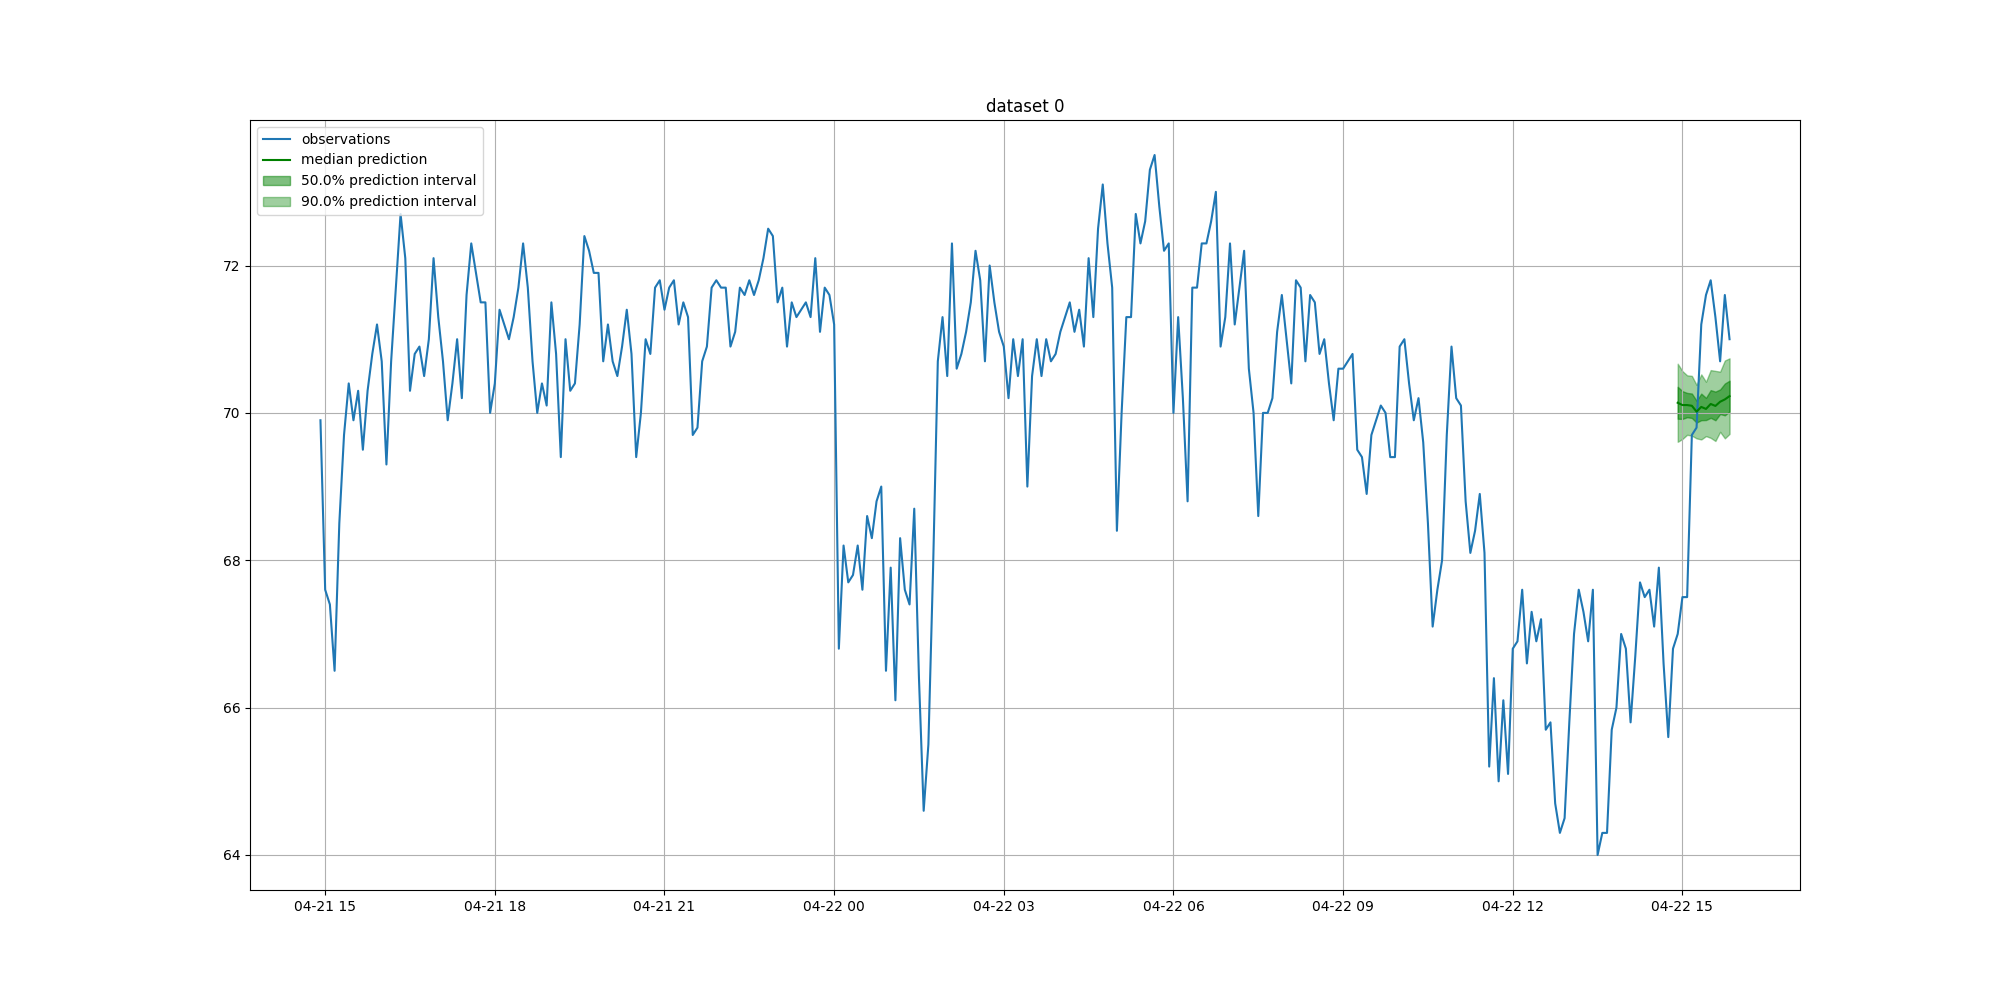 dataset 0
observations
median prediction
50.0% prediction interval
90.0% prediction interval
72
70
68
66
64
04-21 15
04-21 18
04-21 21
04-22 00
04-22 03
04-22 06
04-22 09
04-22 12
04-22 15